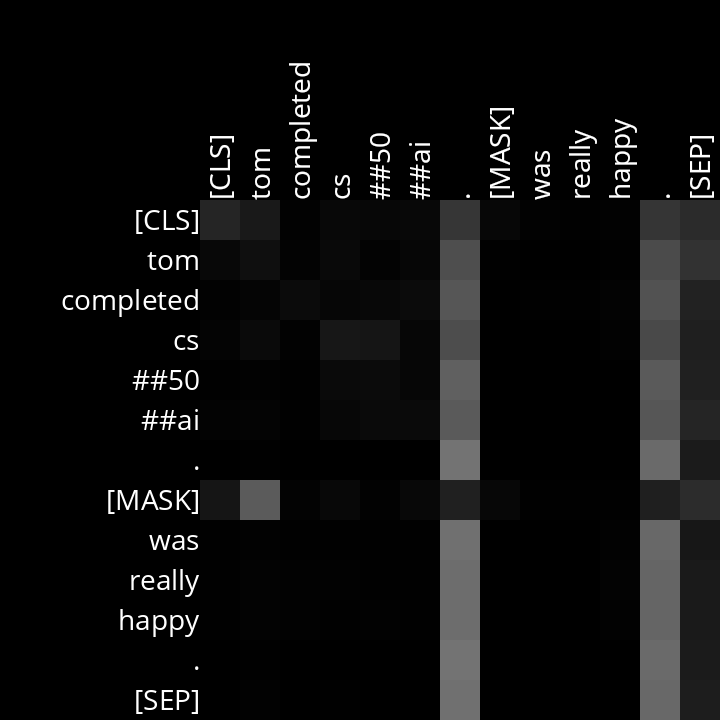 [CLS] tom completed cs ##50 ##ai . [MASK] was really happy . [SEP]
[CLS]
tom
completed
cs
##50
##ai
.
[MASK]
was
really
happy
.
[SEP]